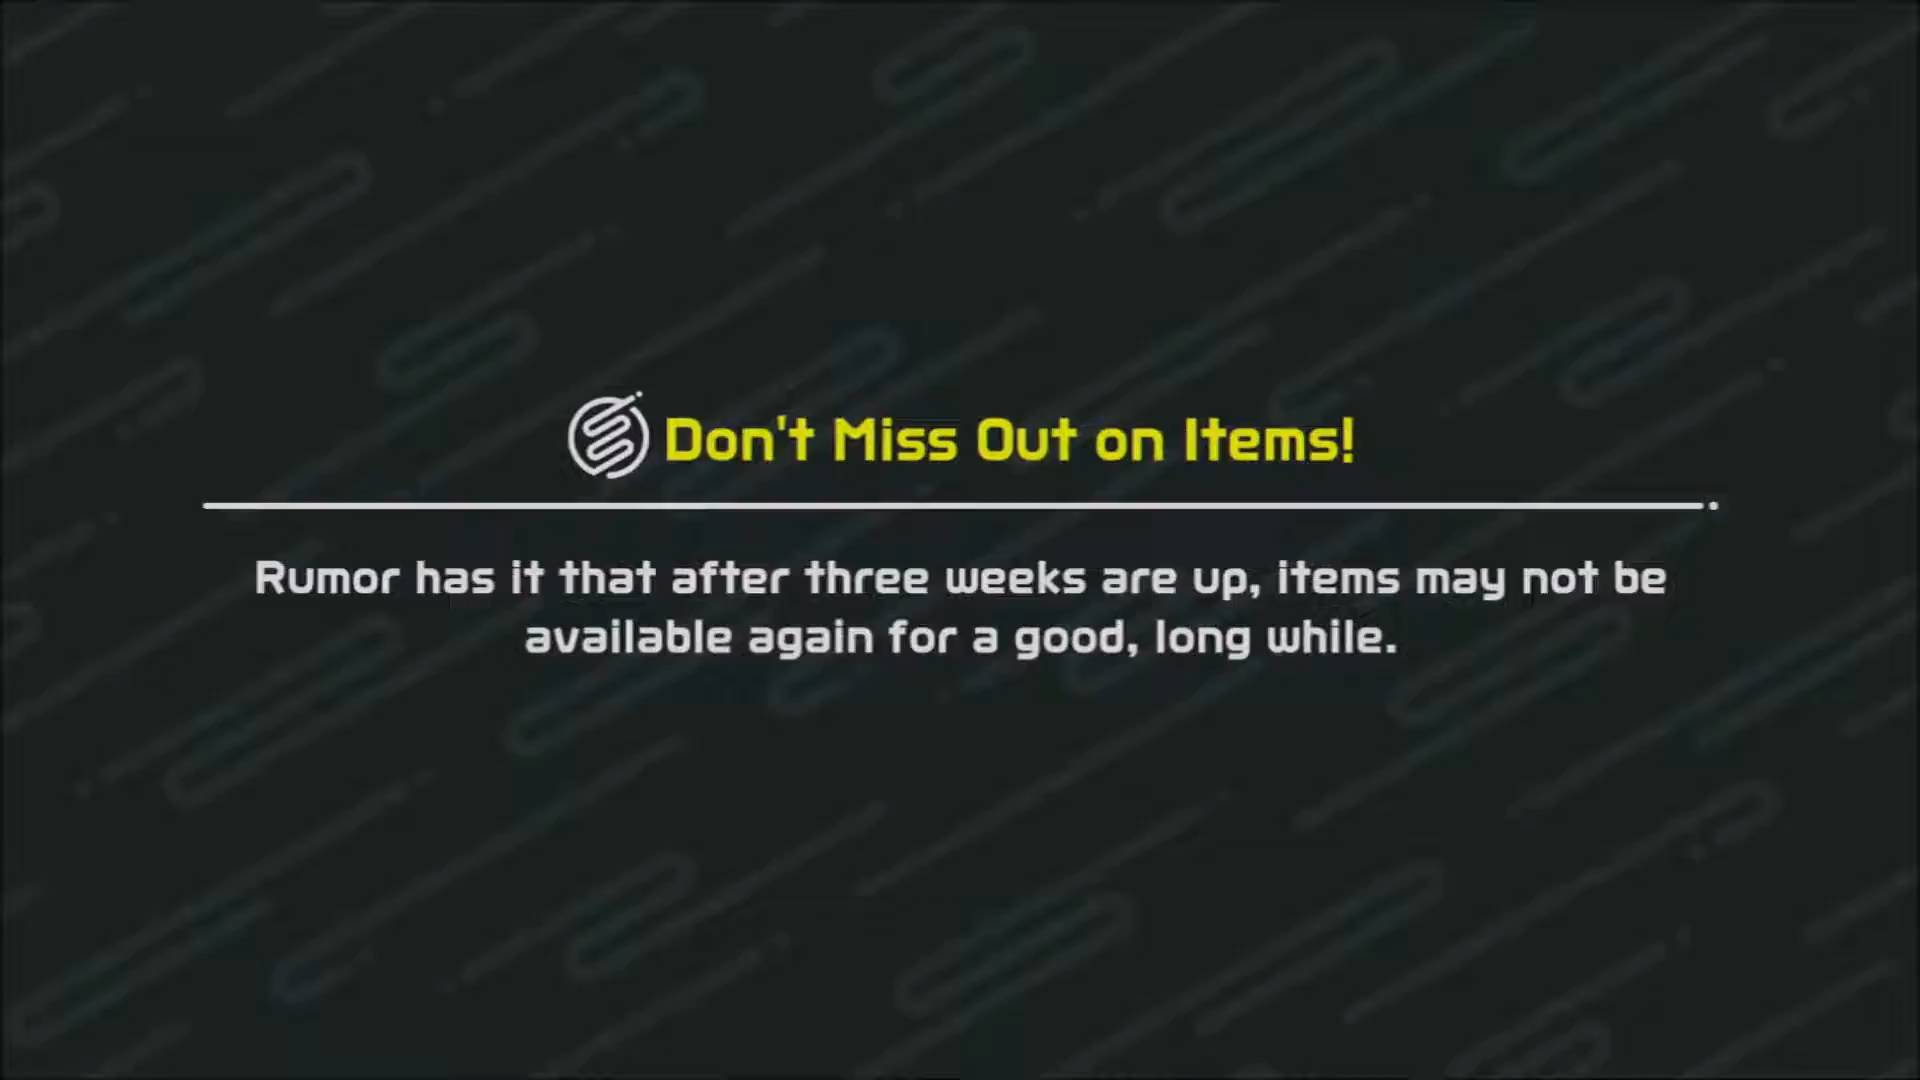 Don't Miss Out on Items!
Rumor has it that after three weeks are up, items may not be
available again for a good, long while.